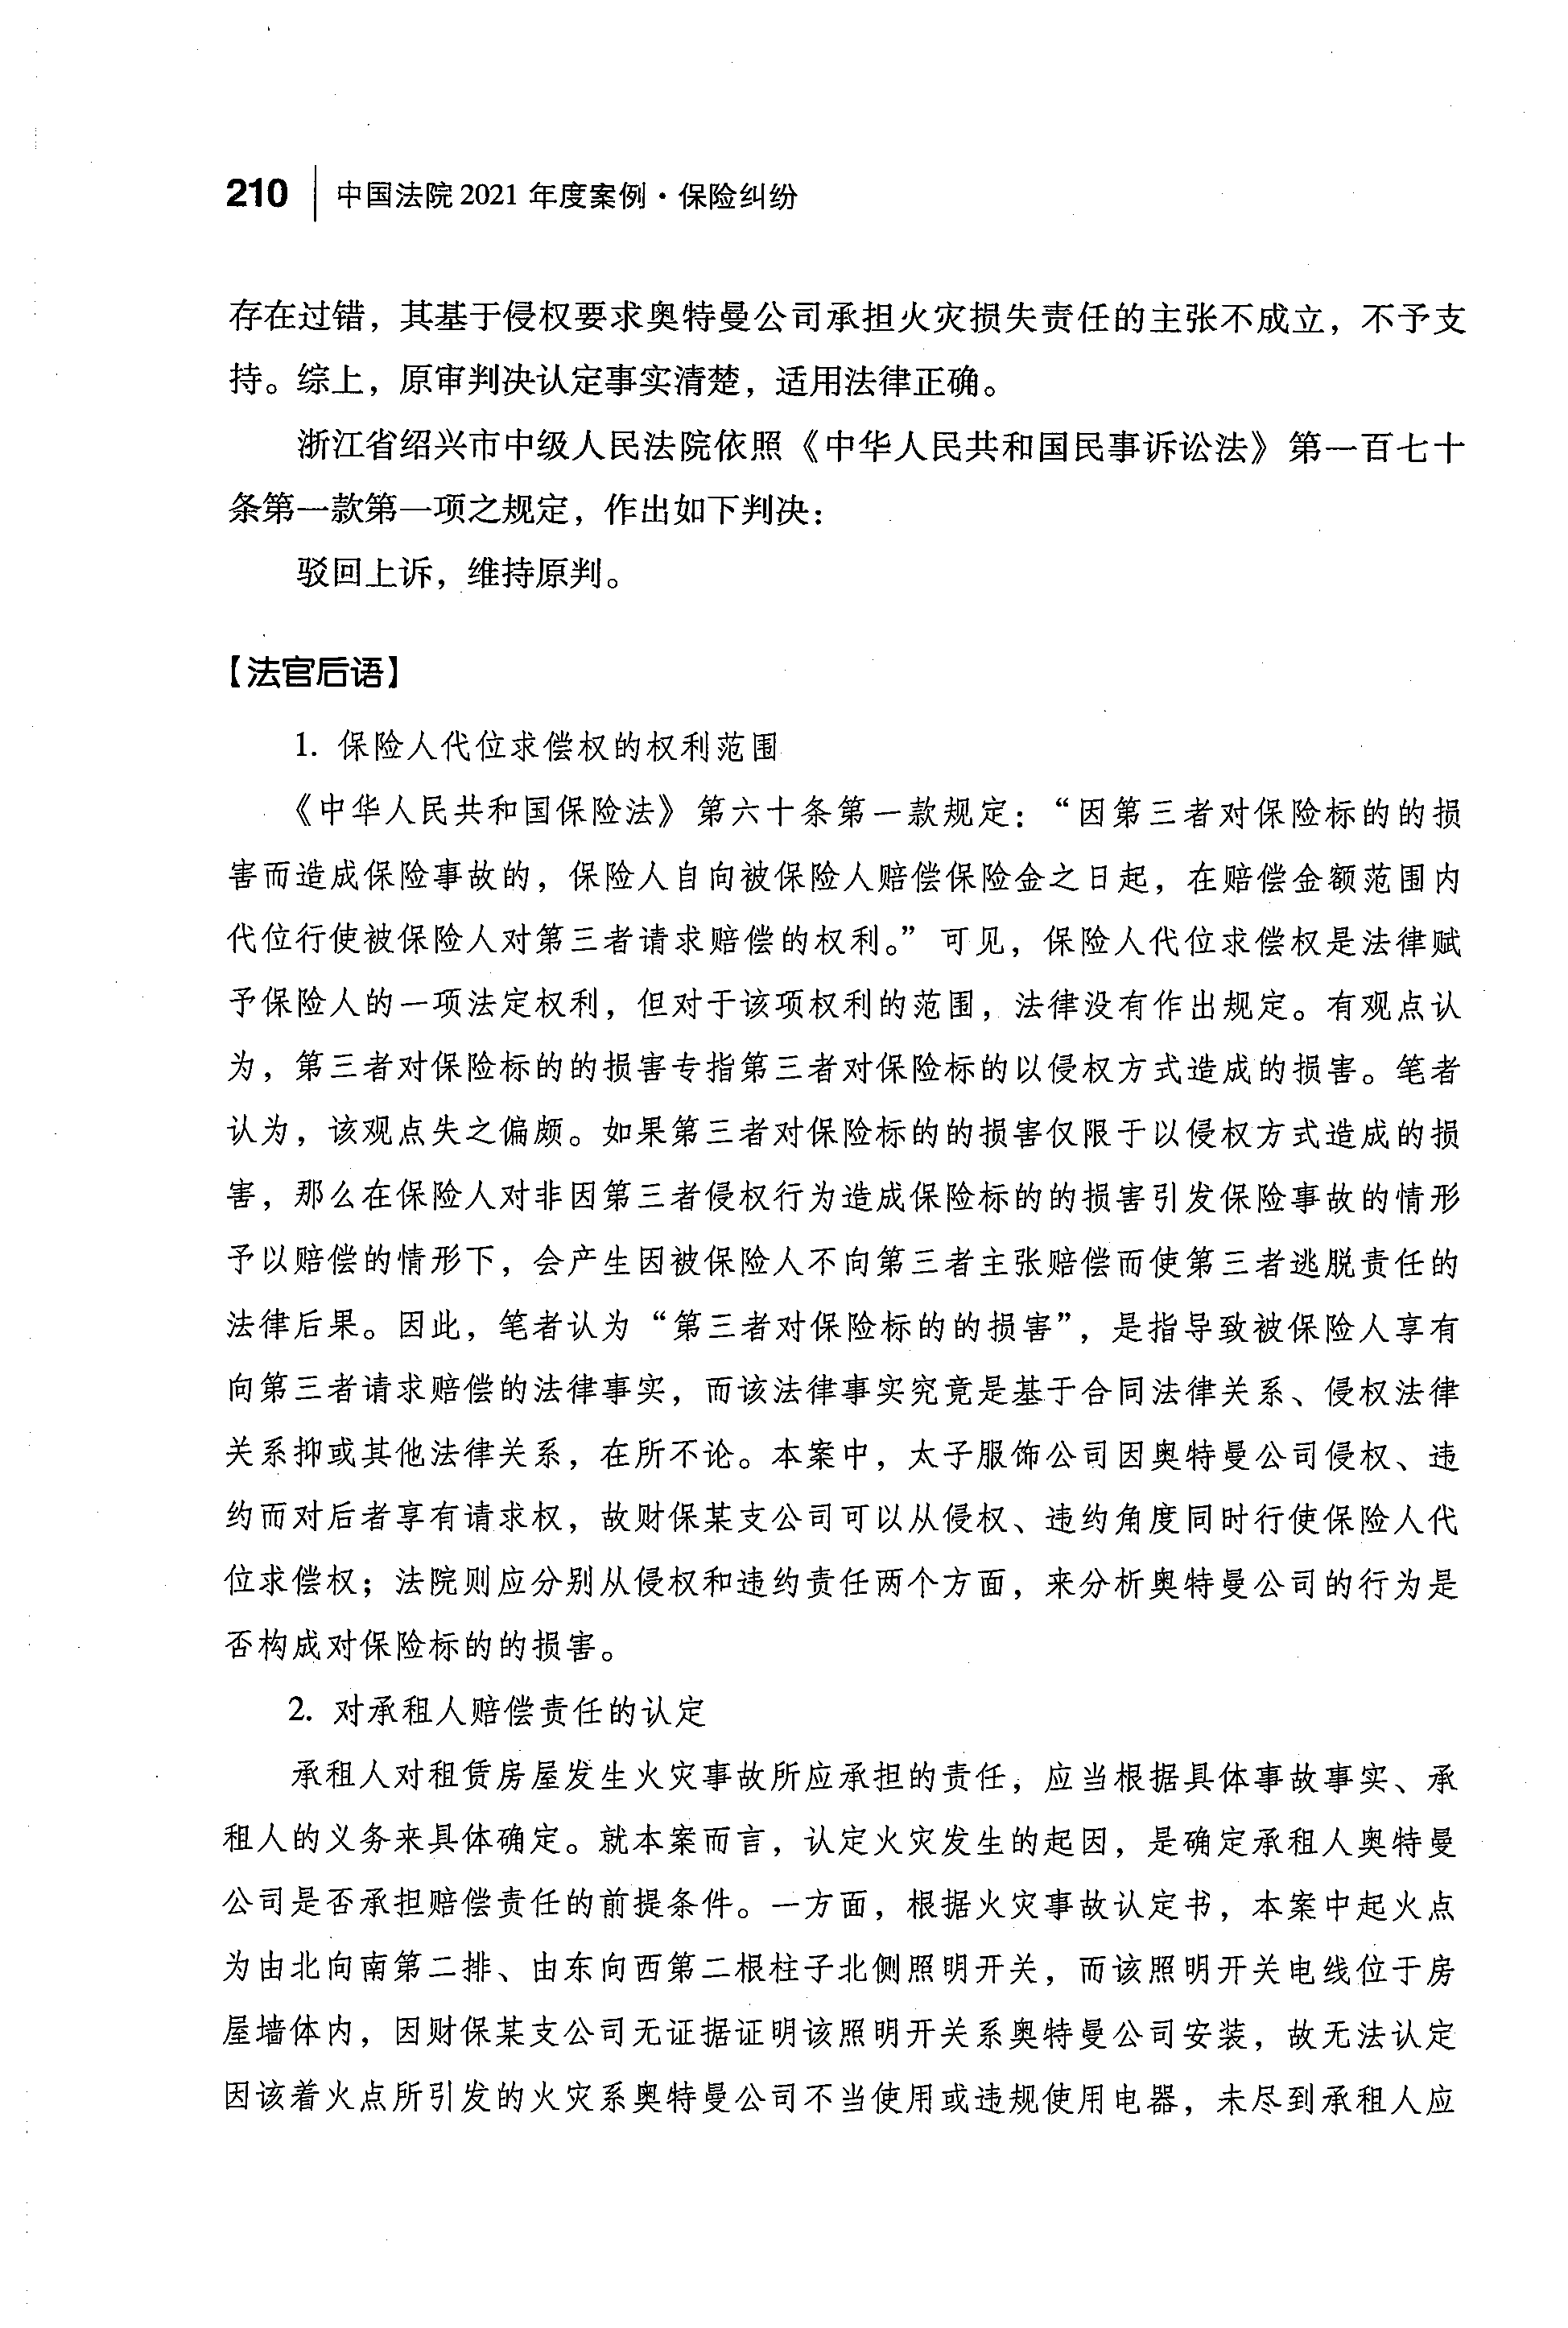 210 中国法院 2021 年度案例·保险纠纷
存在过错，其基于侵权要求奥特曼公司承担火灾损失责任的主张不成立，不予支
持。综上，原审判决认定事实清楚，适用法律正确。
浙江省绍兴市中级人民法院依照《中华人民共和国民事诉讼法》第一百七十
条第一款第一项之规定，作出如下判决：
驳回上诉，维持原判。
【法官后语】
1. 保险人代位求偿权的权利范围
《中华人民共和国保险法》第六十条第一款规定：“因第三者对保险标的的损
害而造成保险事故的，保险人自向被保险人赔偿保险金之日起，在赔偿金额范围内
代位行使被保险人对第三者请求赔偿的权利。”可见，保险人代位求偿权是法律赋
予保险人的一项法定权利，但对于该项权利的范围，法律没有作出规定。有观点认
为，第三者对保险标的的损害专指第三者对保险标的以侵权方式造成的损害。笔者
认为，该观点失之偏颇。如果第三者对保险标的的损害仅限于以侵权方式造成的损
害，那么在保险人对非因第三者侵权行为造成保险标的的损害引发保险事故的情形
予以赔偿的情形下，会产生因被保险人不向第三者主张赔偿而使第三者逃脱责任的
法律后果。因此，笔者认为“第三者对保险标的的损害”，是指导致被保险人享有
向第三者请求赔偿的法律事实，而该法律事实究竟是基于合同法律关系、侵权法律
关系抑或其他法律关系，在所不论。本案中，太子服饰公司因奥特曼公司侵权、违
约而对后者享有请求权，故财保某支公司可以从侵权、违约角度同时行使保险人代
位求偿权；法院则应分别从侵权和违约责任两个方面，来分析奥特曼公司的行为是
否构成对保险标的的损害。
2. 对承租人赔偿责任的认定
承租人对租赁房屋发生火灾事故所应承担的责任，应当根据具体事故事实、承
租人的义务来具体确定。就本案而言，认定火灾发生的起因，是确定承租人奥特曼
公司是否承担赔偿责任的前提条件。一方面，根据火灾事故认定书，本案中起火点
为由北向南第二排、由东向西第二根柱子北侧照明开关，而该照明开关电线位于房
屋墙体内，因财保某支公司无证据证明该照明开关系奥特曼公司安装，故无法认定
因该着火点所引发的火灾系奥特曼公司不当使用或违规使用电器，未尽到承租人应